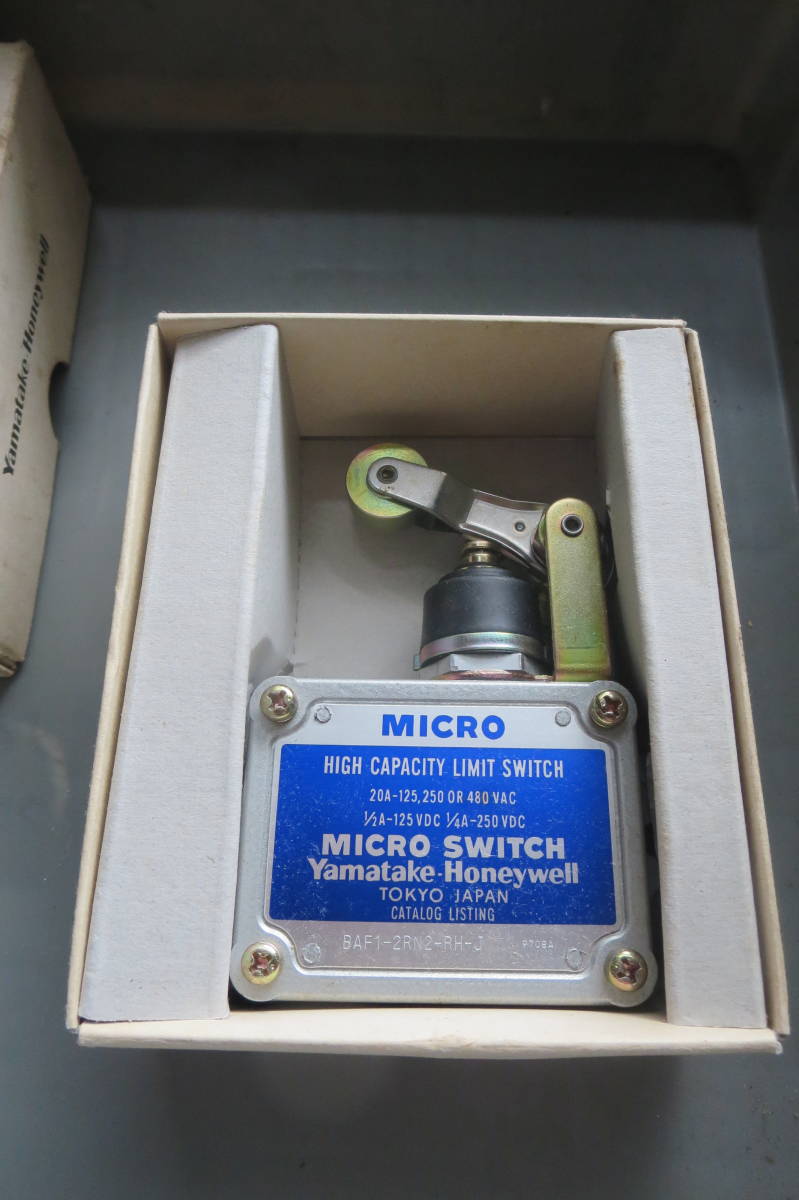 Yamatake-Honeywell
MICRO
HIGH CAPACITY LIMIT SWITCH
20A-125, 250 OR 480 VAC
½A-125 VDC ¼A-250 VDC
MICRO SWITCH
Yamatake-Honeywell
TOKYO JAPAN
CATALOG LISTING
BAF1-2RN2-RH-J 9708A